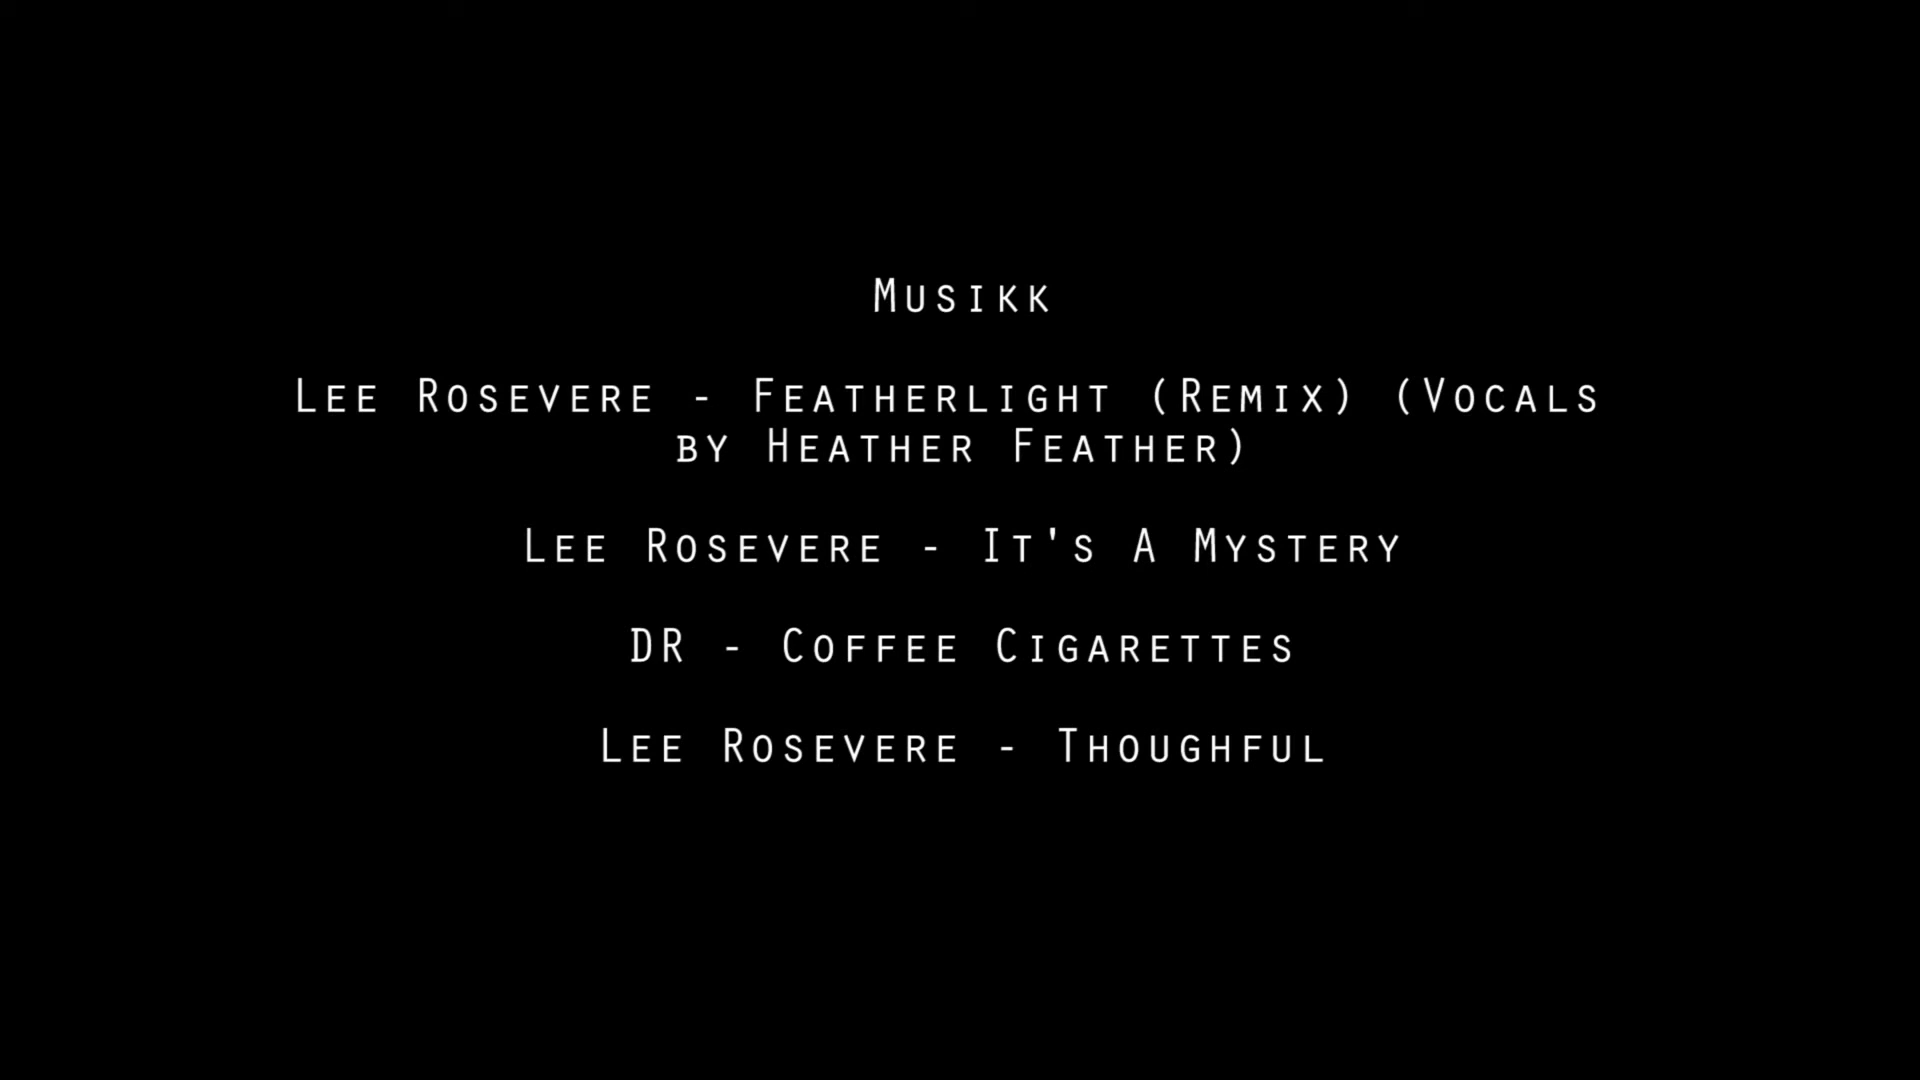 Musikk
Lee Rosevere - Featherlight (Remix) (Vocals
by Heather Feather)
Lee Rosevere - It's A Mystery
DR - Coffee Cigarettes
Lee Rosevere - Thoughful